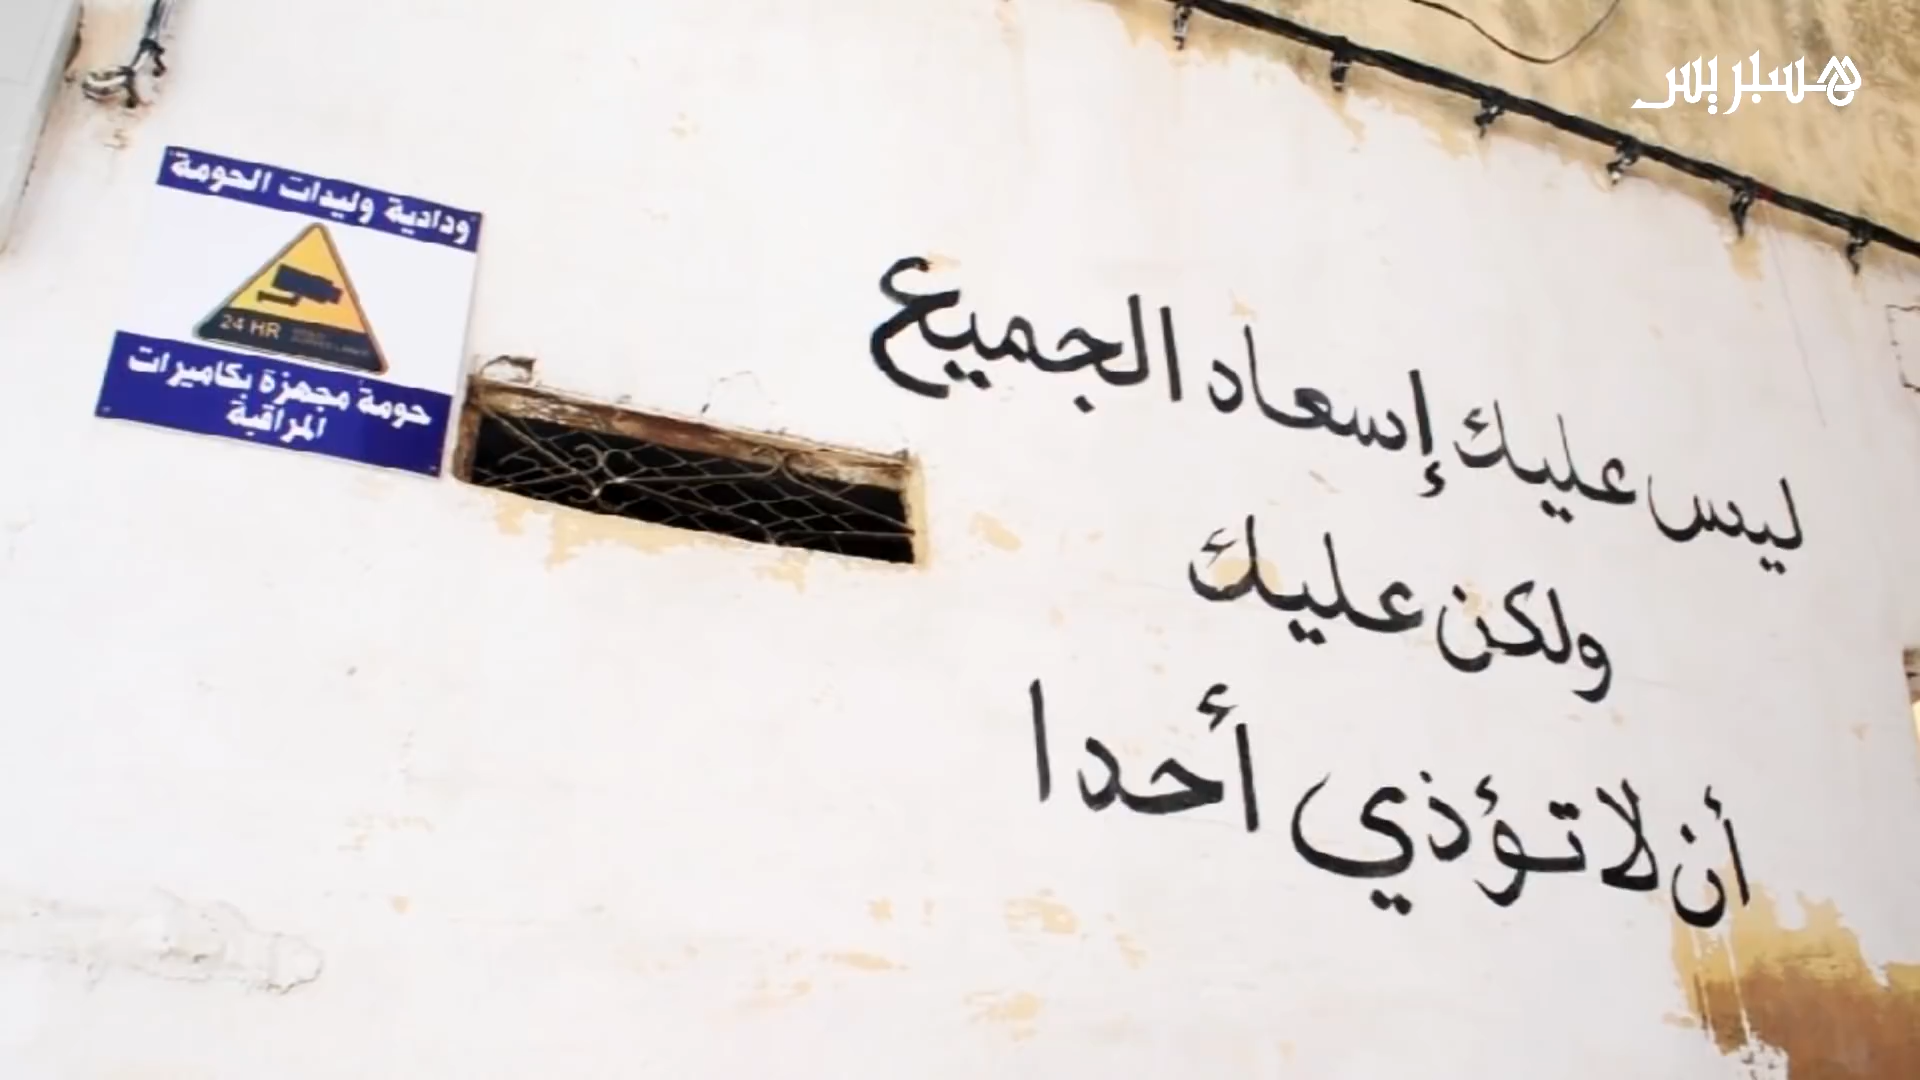 هسبريس
ودادية وليدات الحومة
24 HR
حومة مجهزة بكاميرات
المراقبة
ليس عليك إسعاد الجميع
ولكن عليك
أن لا تؤذي أحدا